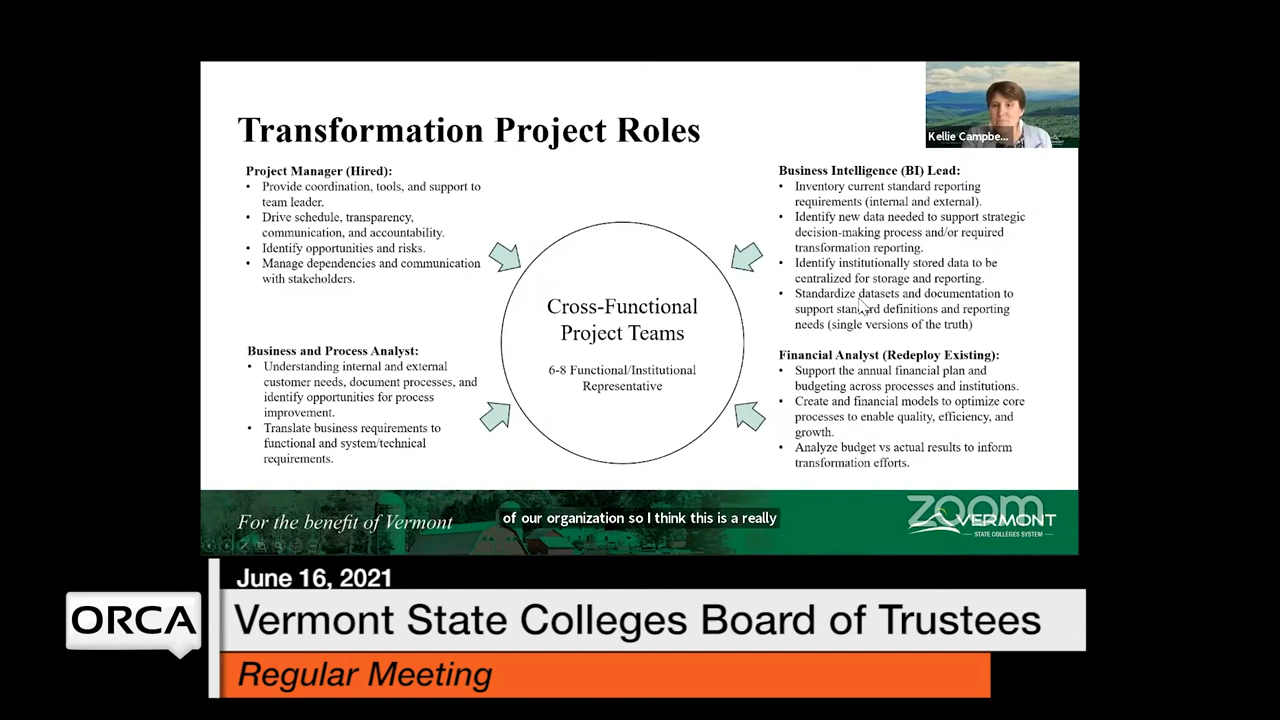 Kellie Campbe...
Transformation Project Roles
Project Manager (Hired):
• Provide coordination, tools, and support to
team leader.
• Drive schedule, transparency,
communication, and accountability.
• Identify opportunities and risks.
• Manage dependencies and communication
with stakeholders.
Business and Process Analyst:
• Understanding internal and external
customer needs, document processes, and
identify opportunities for process
improvement.
• Translate business requirements to
functional and system/technical
requirements.
Cross-Functional
Project Teams
6-8 Functional/Institutional
Representative
Business Intelligence (BI) Lead:
• Inventory current standard reporting
requirements (internal and external).
• Identify new data needed to support strategic
decision-making process and/or required
transformation reporting.
• Identify institutionally stored data to be
centralized for storage and reporting.
• Standardize datasets and documentation to
support standard definitions and reporting
needs (single versions of the truth)
Financial Analyst (Redeploy Existing):
• Support the annual financial plan and
budgeting across processes and institutions.
• Create and financial models to optimize core
processes to enable quality, efficiency, and
growth.
• Analyze budget vs actual results to inform
transformation efforts.
For the benefit of Vermont
of our organization so I think this is a really
zoom
VERMONT
STATE COLLEGES SYSTEM
June 16, 2021
ORCA
Vermont State Colleges Board of Trustees
Regular Meeting